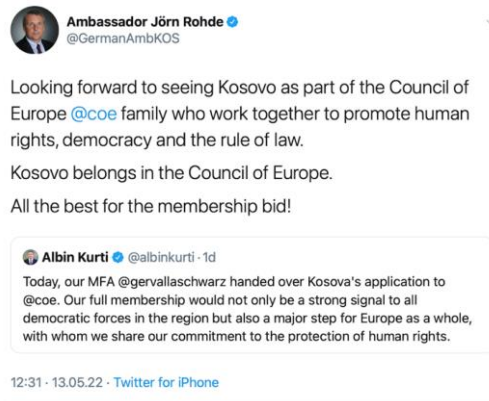 Ambassador Jörn Rohde
@GermanAmbKOS
Looking forward to seeing Kosovo as part of the Council of
Europe @coe family who work together to promote human
rights, democracy and the rule of law.
Kosovo belongs in the Council of Europe.
All the best for the membership bid!
Albin Kurti @albinkurti · 1d
Today, our MFA @gervallaschwarz handed over Kosova's application to
@coe. Our full membership would not only be a strong signal to all
democratic forces in the region but also a major step for Europe as a whole,
with whom we share our commitment to the protection of human rights.
12:31 · 13.05.22 · Twitter for iPhone